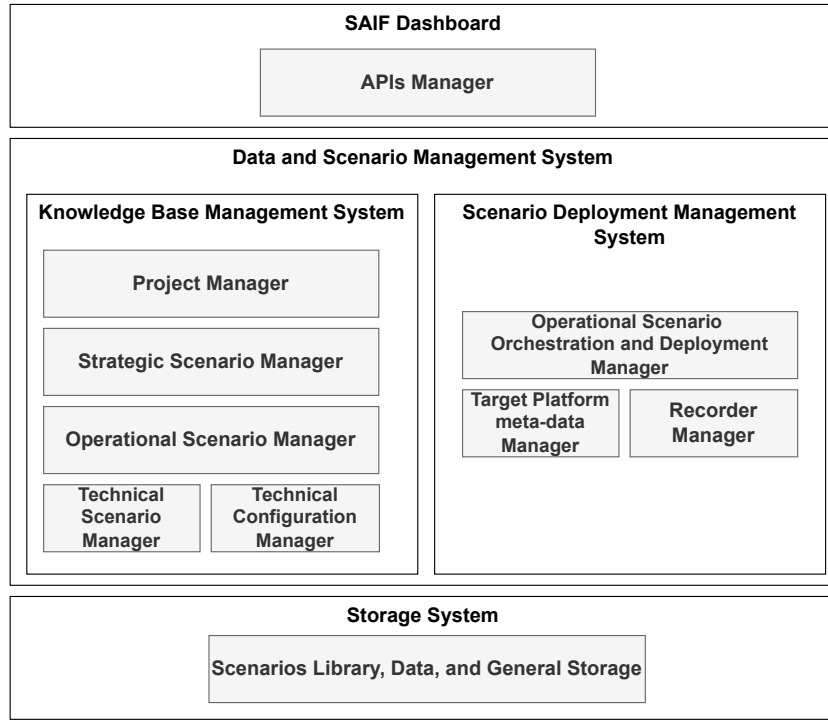 SAIF Dashboard
APIs Manager
Data and Scenario Management System
Knowledge Base Management System
Project Manager
Strategic Scenario Manager
Operational Scenario Manager
Technical
Scenario
Manager
Technical
Configuration
Manager
Scenario Deployment Management
System
Operational Scenario
Orchestration and Deployment
Manager
Target Platform
meta-data
Manager
Recorder
Manager
Storage System
Scenarios Library, Data, and General Storage